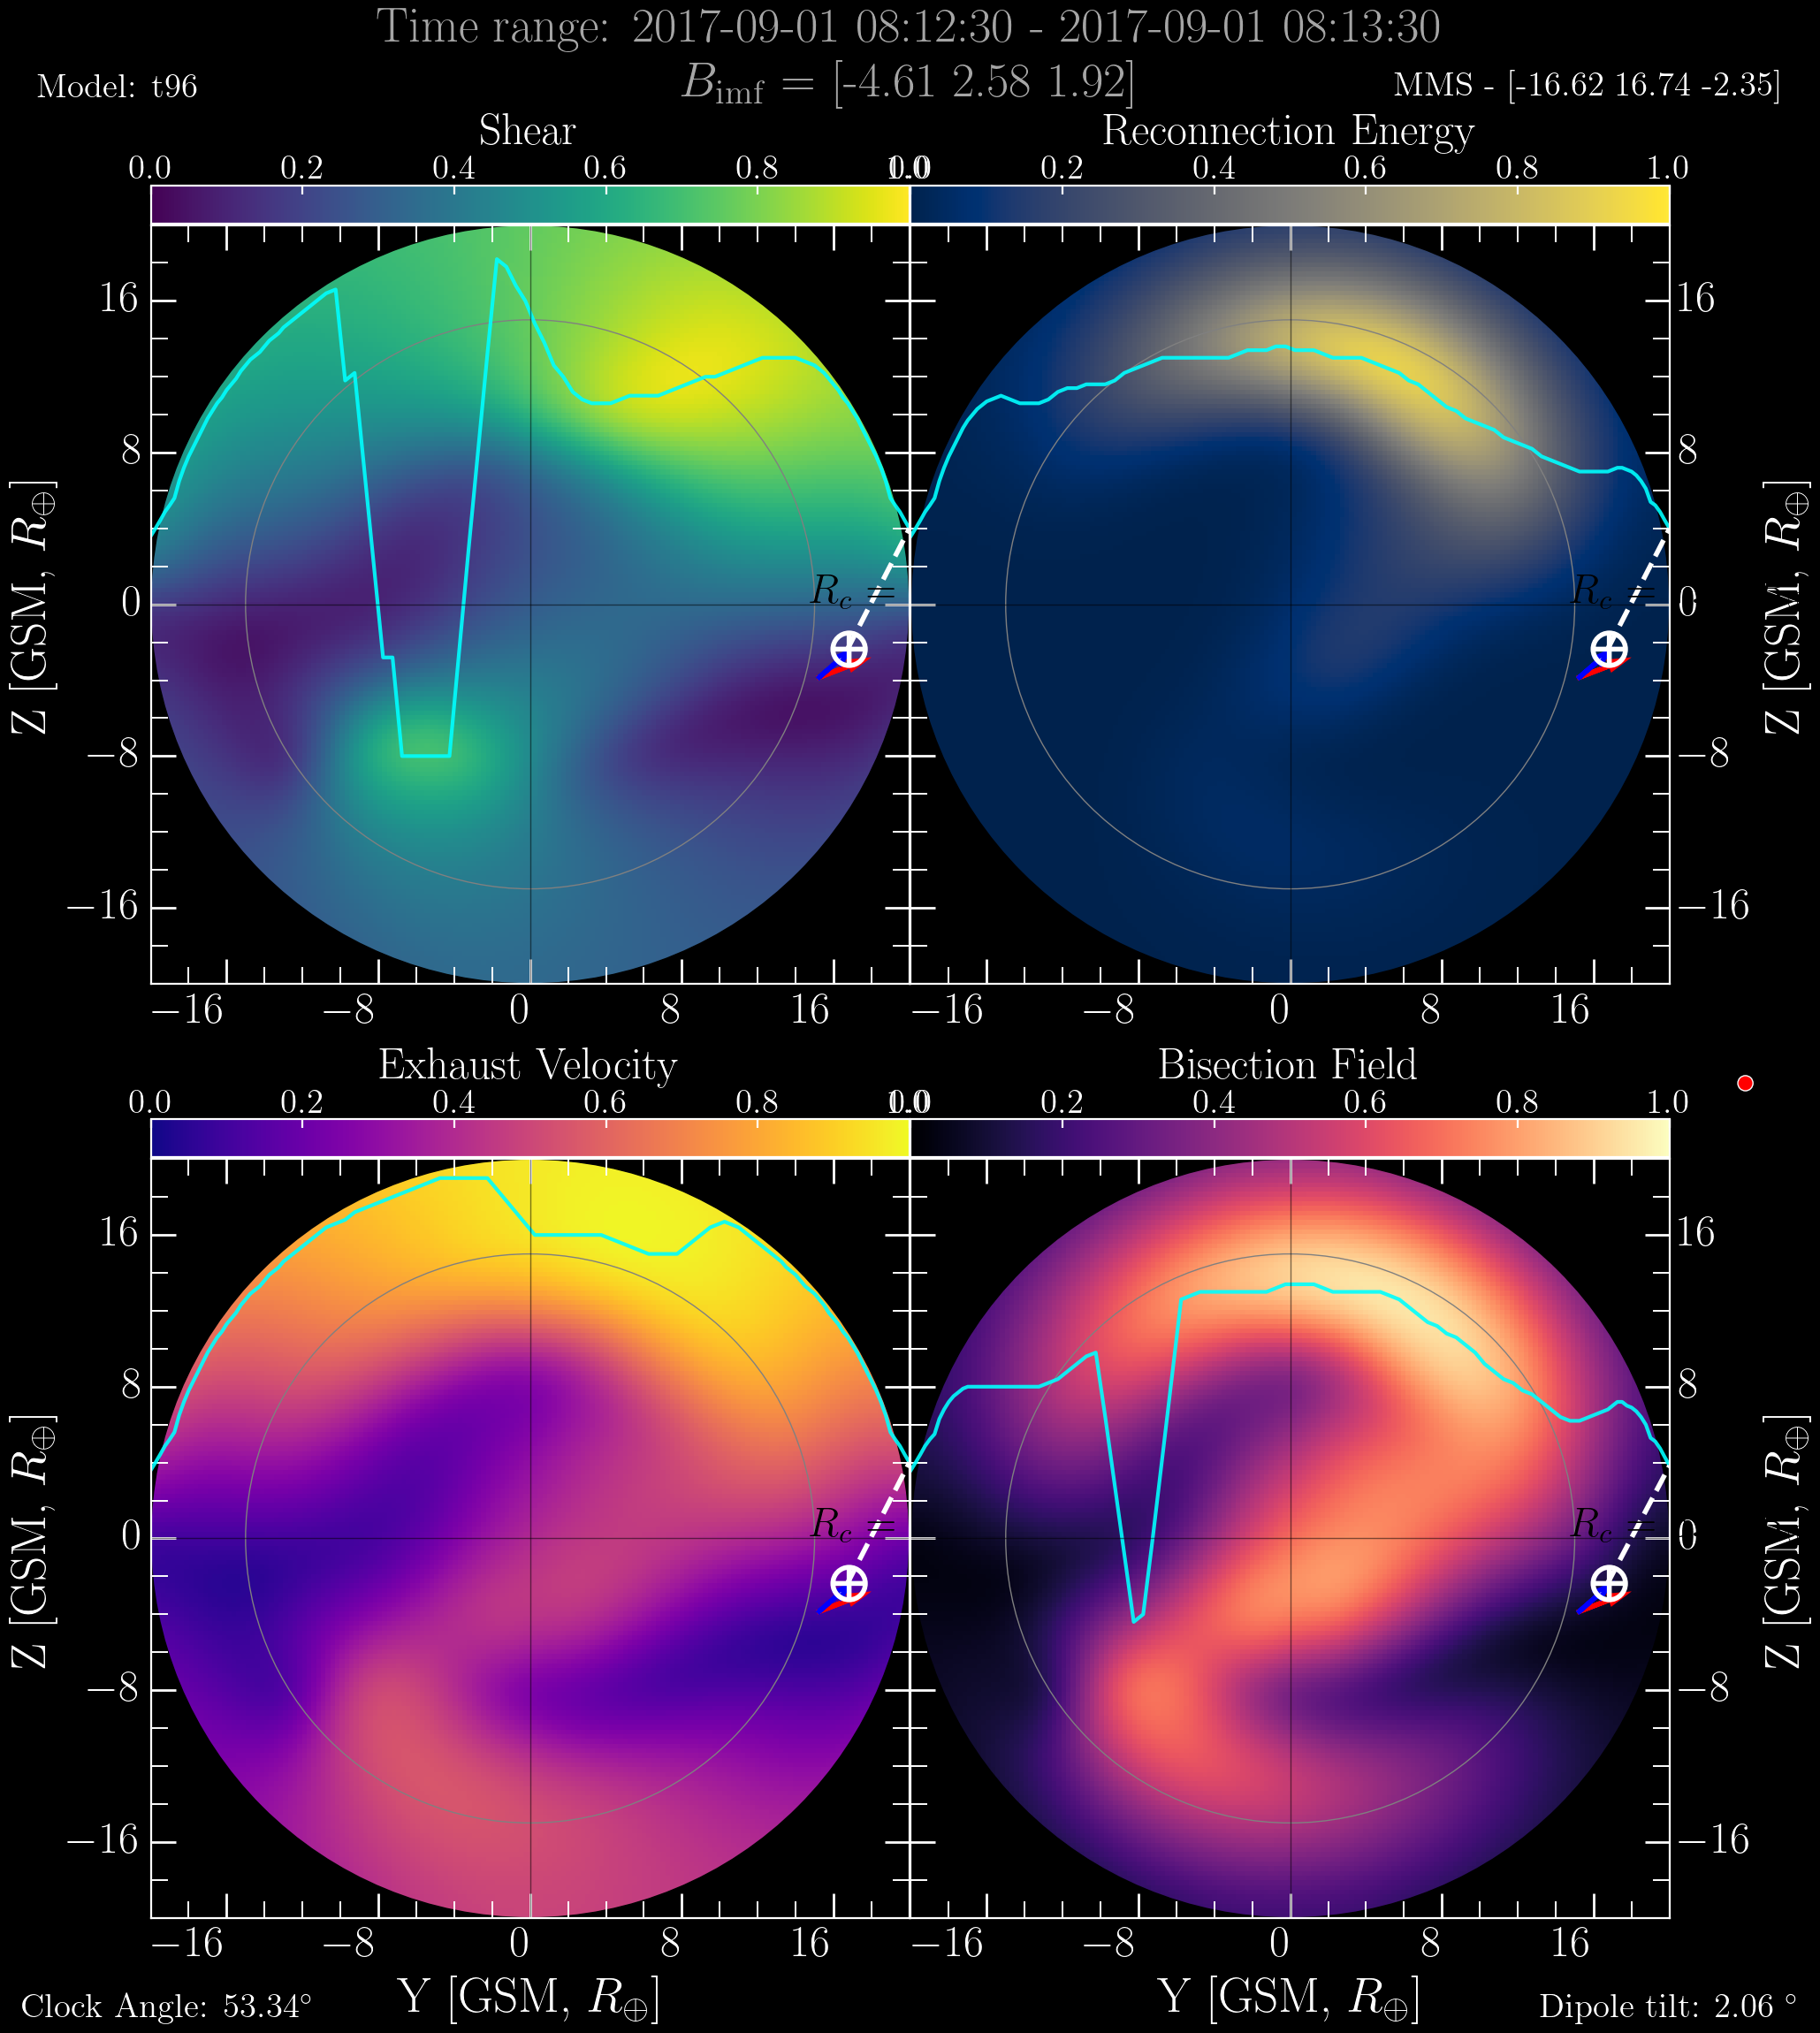 Time range: 2017-09-01 08:12:30 - 2017-09-01 08:13:30
B_imf = [-4.61 2.58 1.92]
Model: t96
MMS - [-16.62 16.74 -2.35]
Shear
Reconnection Energy
0.0 0.2 0.4 0.6 0.8 1.0
0.0 0.2 0.4 0.6 0.8 1.0
Z [GSM, R⊕]
16
8
0
−8
−16
R_c =
R_c =
16
8
0
−8
−16
Z [GSM, R⊕]
−16 −8 0 8 16
−16 −8 0 8 16
Exhaust Velocity
Bisection Field
0.0 0.2 0.4 0.6 0.8 1.0
0.0 0.2 0.4 0.6 0.8 1.0
Z [GSM, R⊕]
16
8
0
−8
−16
R_c =
R_c =
16
8
0
−8
−16
Z [GSM, R⊕]
−16 −8 0 8 16
−16 −8 0 8 16
Y [GSM, R⊕]
Y [GSM, R⊕]
Clock Angle: 53.34°
Dipole tilt: 2.06 °